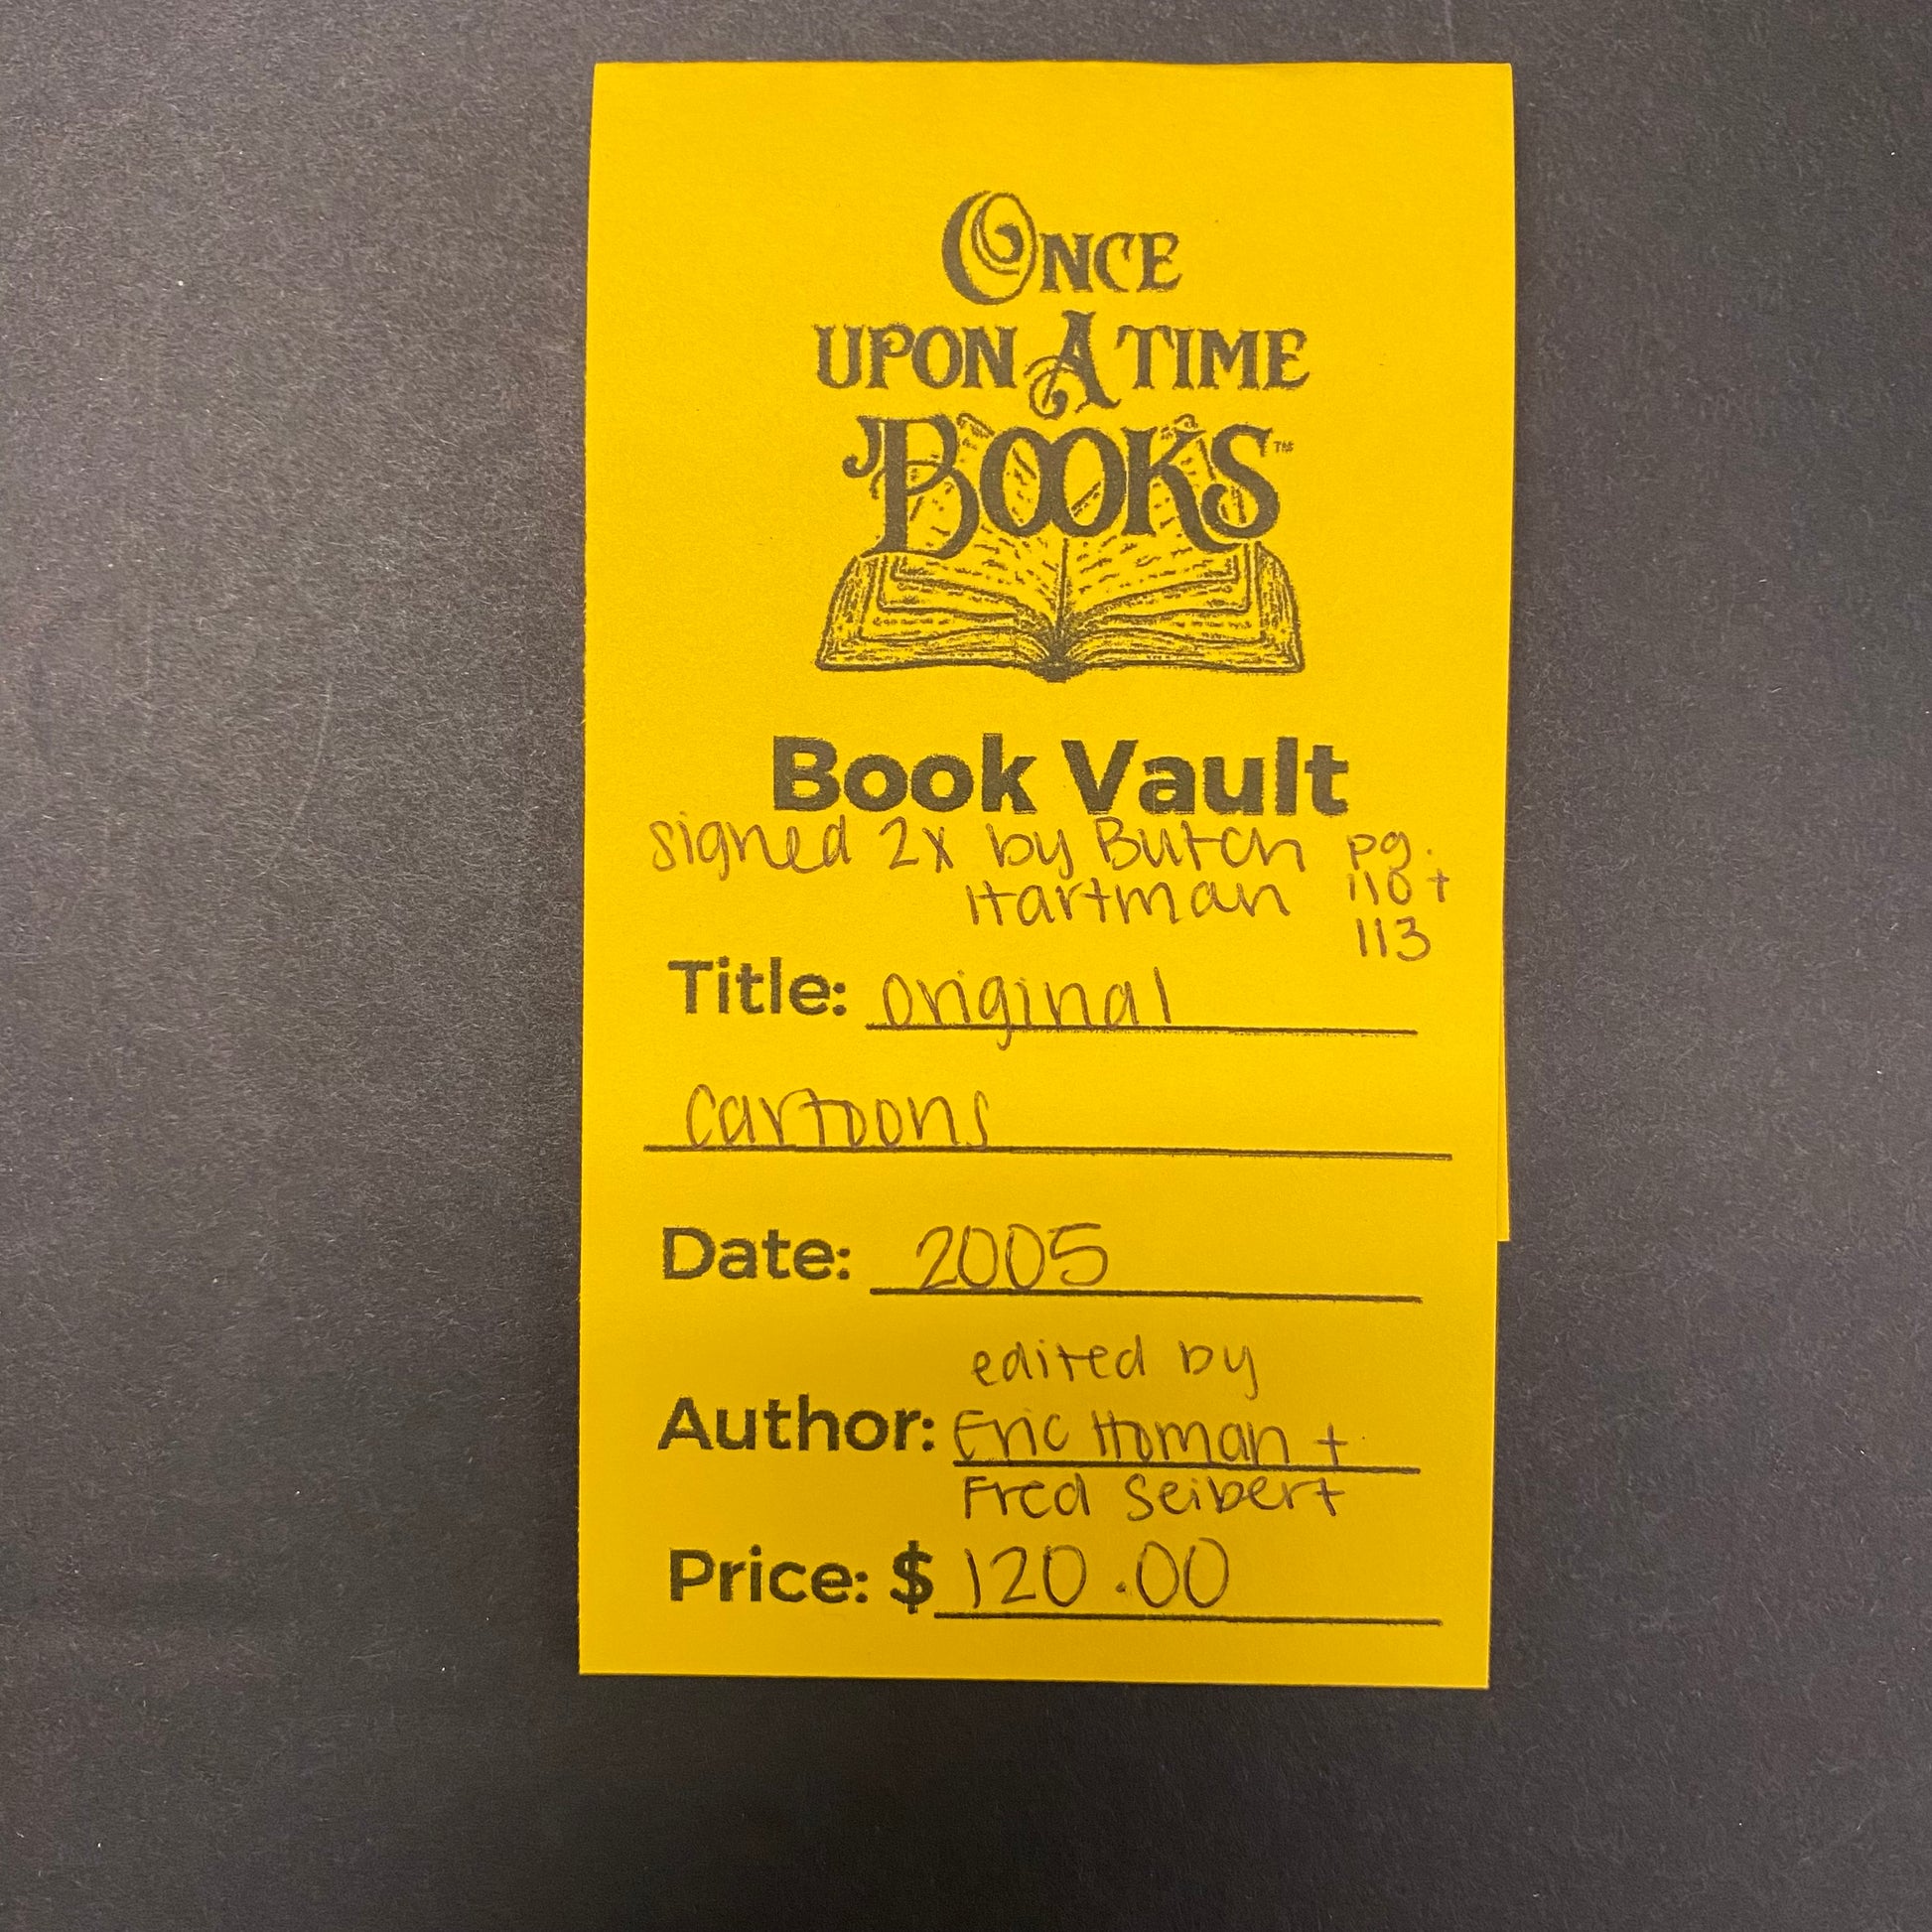 ONCE
UPON A TIME
BOOKS™
Book Vault
signed 2x by Butch pg.
Hartman 110 +
113
Title: original
cartoons
Date: 2005
edited by
Author: Eric Homan +
Fred Seibert
Price: $ 120.00